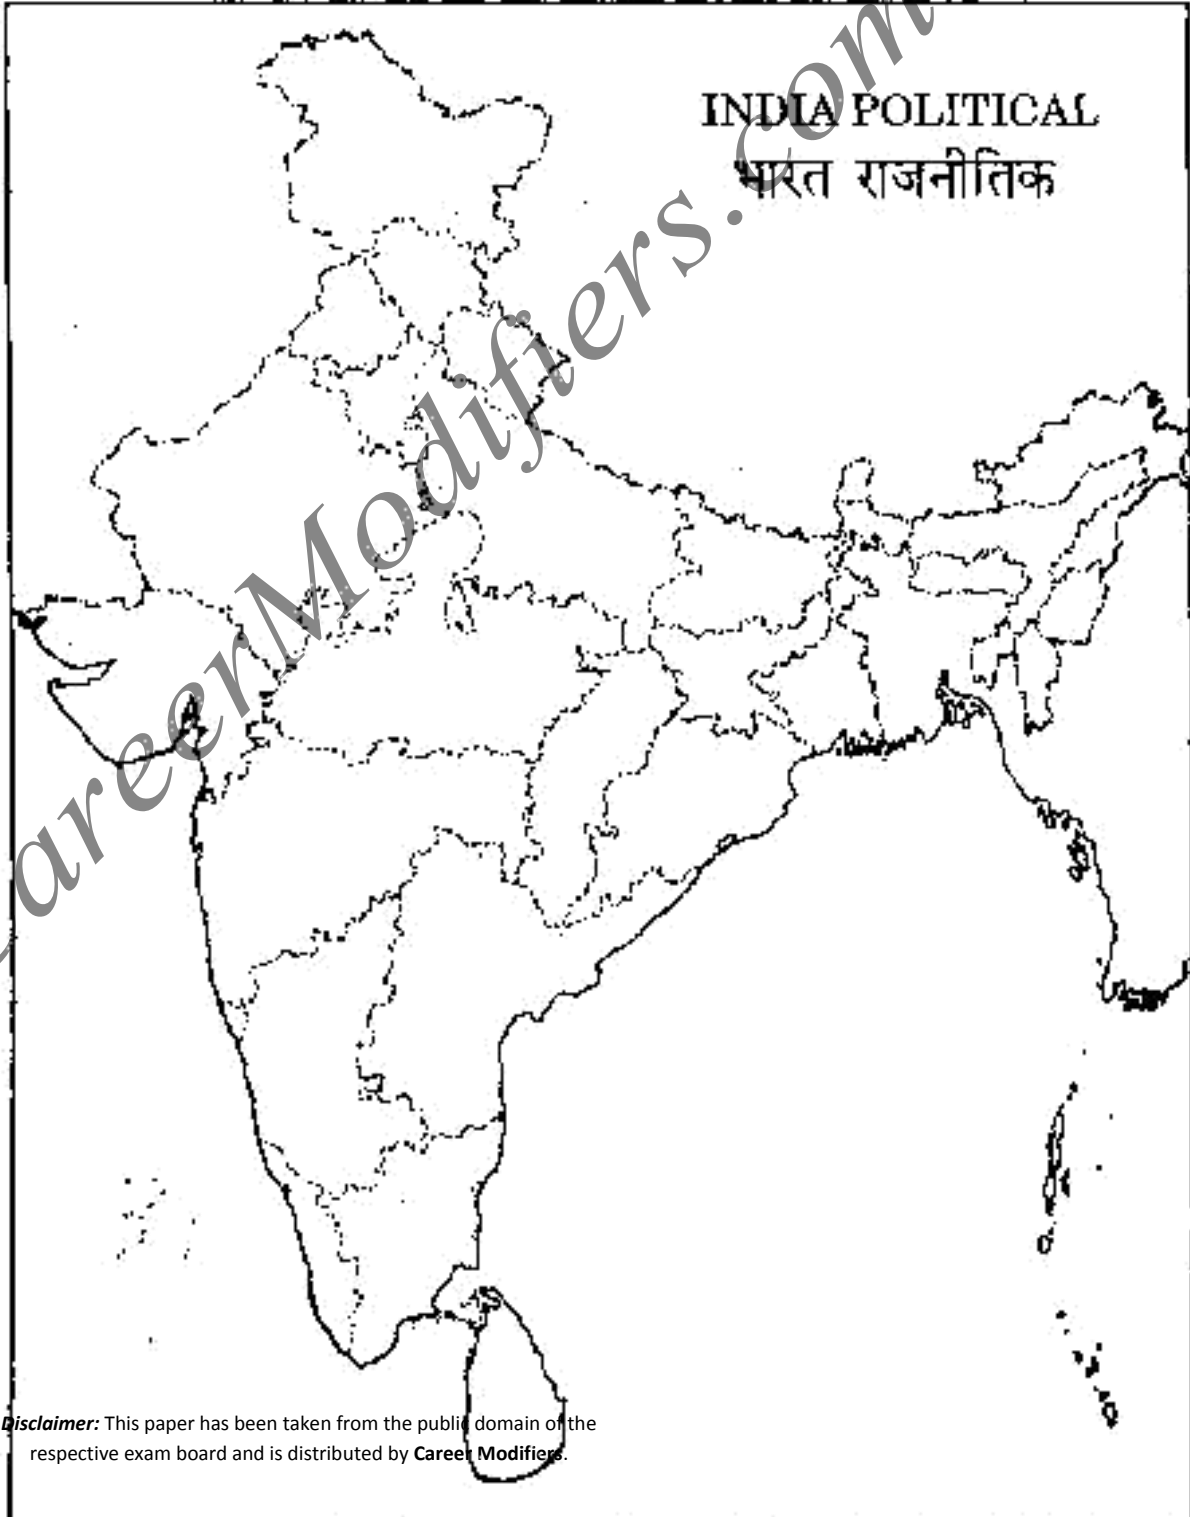 INDIA POLITICAL
भारत राजनीतिक
CareerModifiers.com
Disclaimer: This paper has been taken from the public domain of the
respective exam board and is distributed by Career Modifiers.